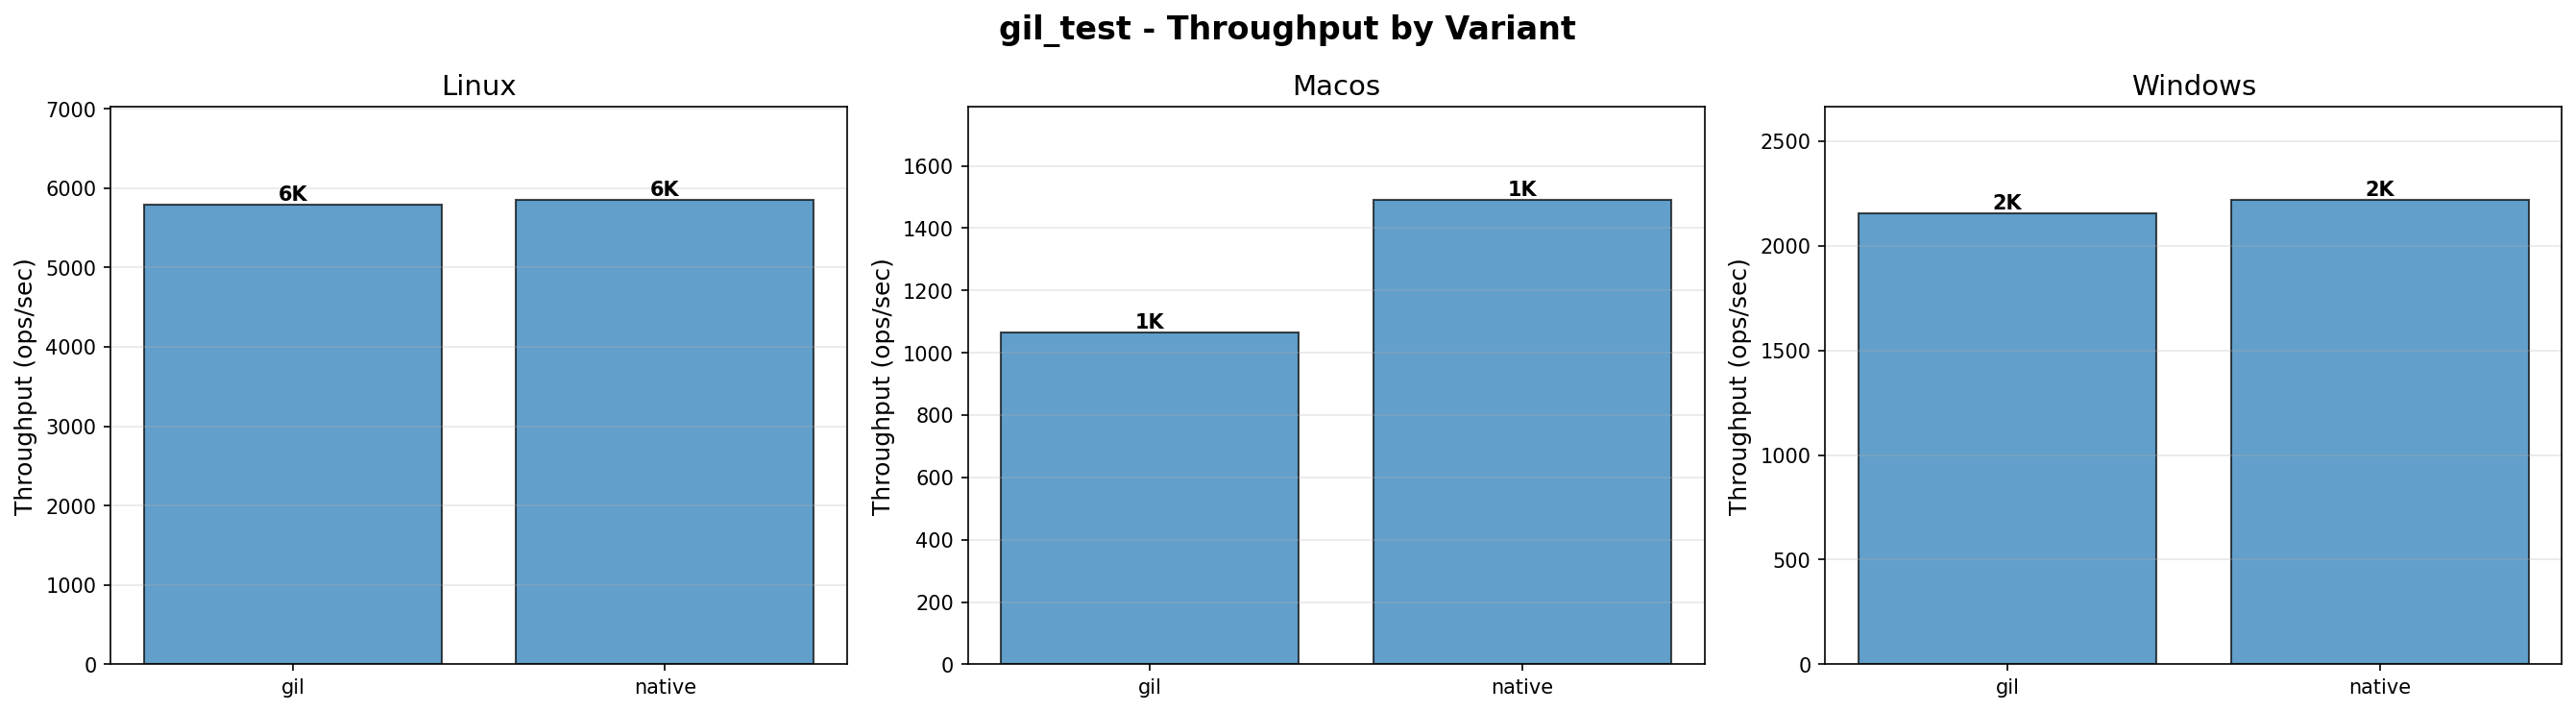 gil_test - Throughput by Variant
Linux
Throughput (ops/sec)
7000
6000
5000
4000
3000
2000
1000
0
6K
6K
gil
native
Macos
Throughput (ops/sec)
1600
1400
1200
1000
800
600
400
200
0
1K
1K
gil
native
Windows
Throughput (ops/sec)
2500
2000
1500
1000
500
0
2K
2K
gil
native